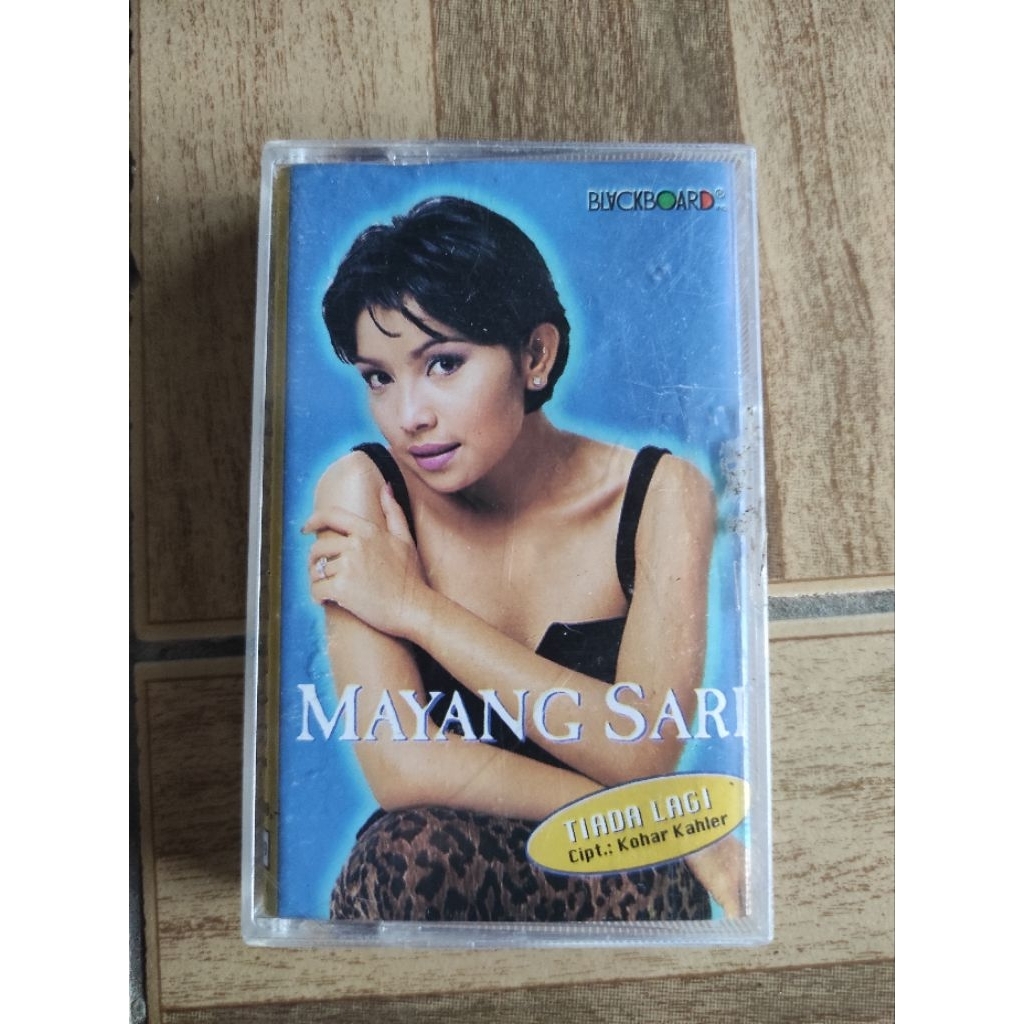 BLACKBOARD®
MAYANG SARI
TIADA LAGI
Cipt.: Kohar Kahler